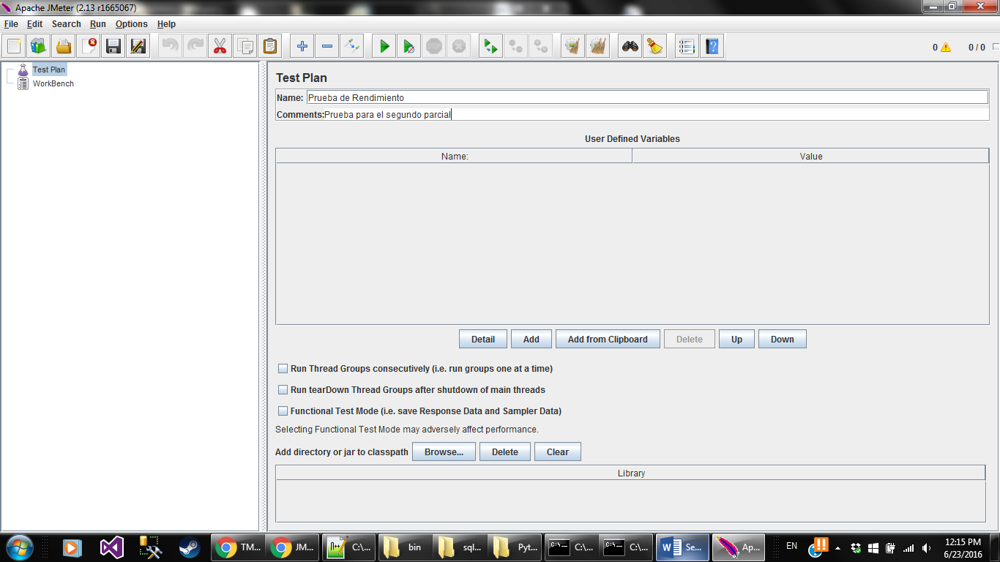 Apache JMeter (2.13 r1665067)
File Edit Search Run Options Help
STOP
0 0 / 0
Test Plan
WorkBench
Test Plan
Name: Prueba de Rendimiento
Comments: Prueba para el segundo parcial
User Defined Variables
Name: Value
Detail Add Add from Clipboard Delete Up Down
Run Thread Groups consecutively (i.e. run groups one at a time)
Run tearDown Thread Groups after shutdown of main threads
Functional Test Mode (i.e. save Response Data and Sampler Data)
Selecting Functional Test Mode may adversely affect performance.
Add directory or jar to classpath Browse... Delete Clear
Library
TM... JM... C:\... bin sql... Pyt... C:\... C:\... Se... Ap... EN
12:15 PM
6/23/2016